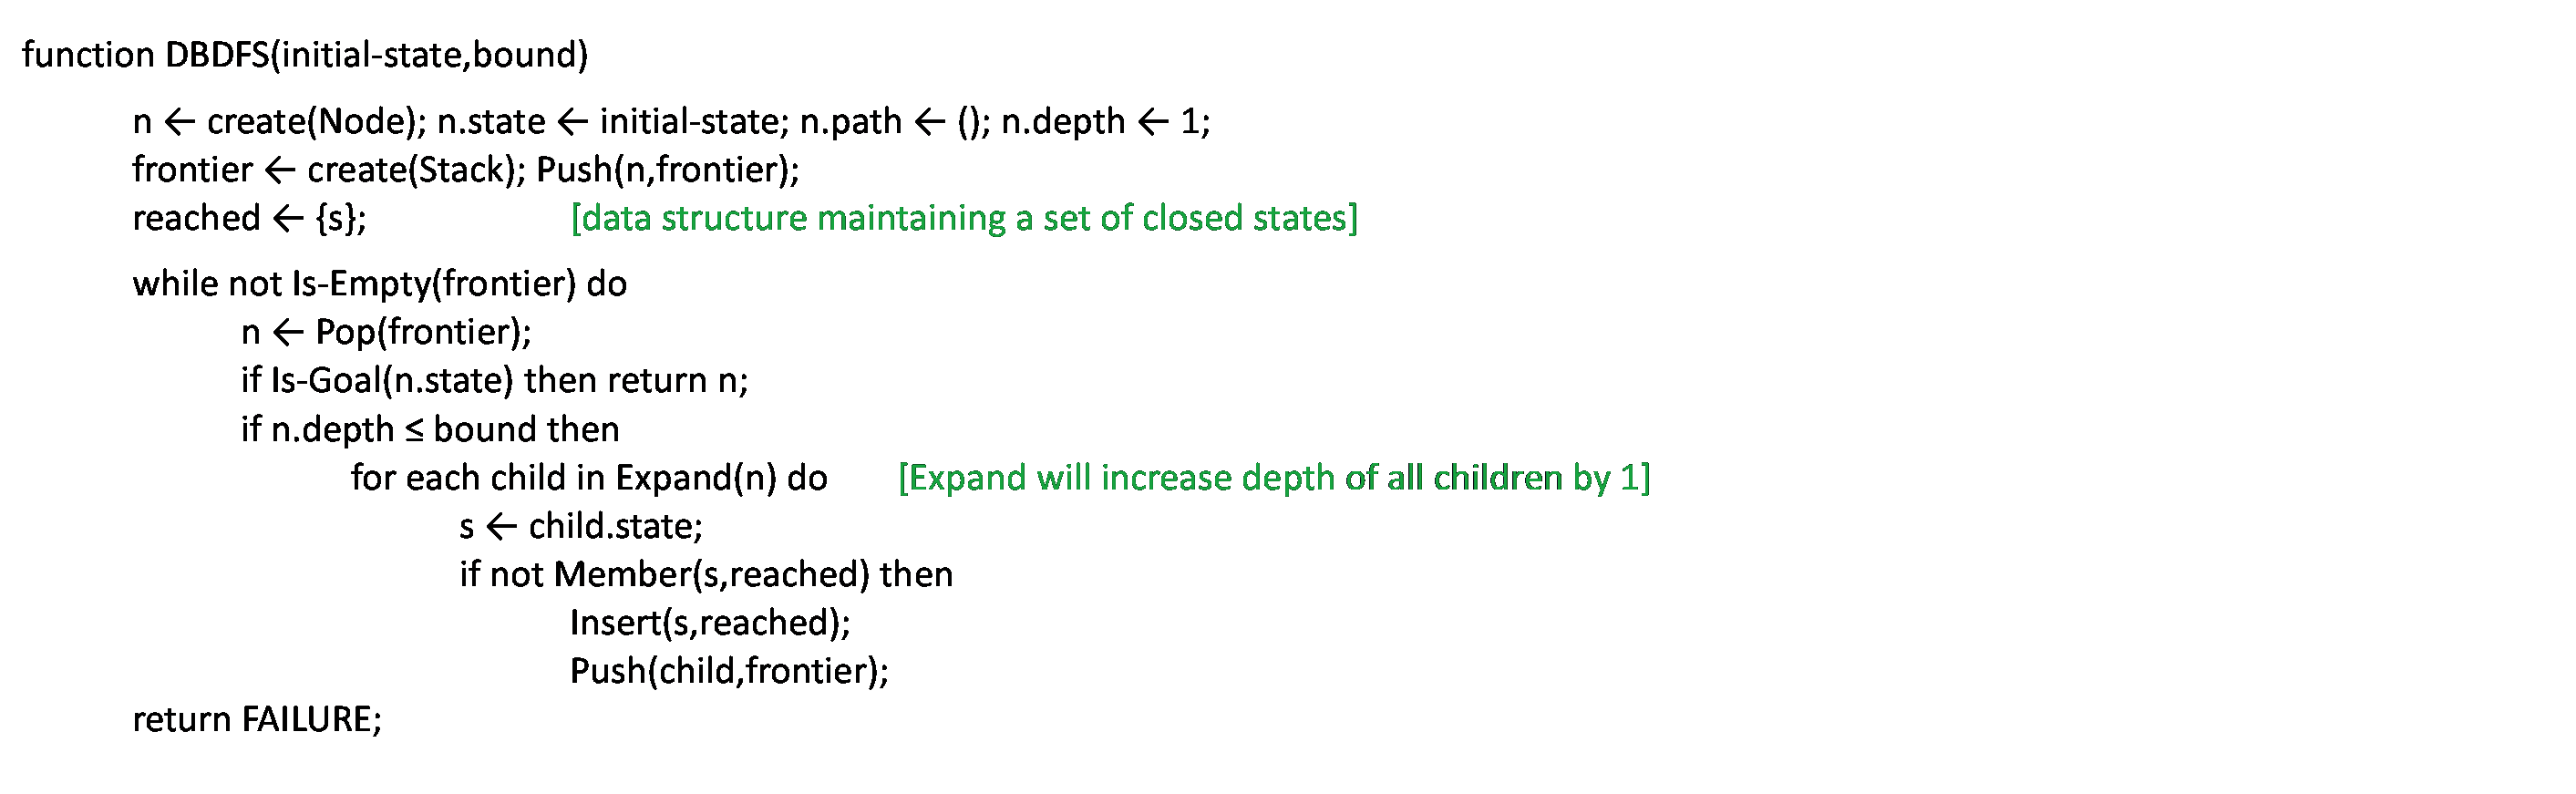 function DBDFS(initial-state,bound)
n ← create(Node); n.state ← initial-state; n.path ← (); n.depth ← 1;
frontier ← create(Stack); Push(n,frontier);
reached ← {s}; [data structure maintaining a set of closed states]
while not Is-Empty(frontier) do
n ← Pop(frontier);
if Is-Goal(n.state) then return n;
if n.depth ≤ bound then
for each child in Expand(n) do [Expand will increase depth of all children by 1]
s ← child.state;
if not Member(s,reached) then
Insert(s,reached);
Push(child,frontier);
return FAILURE;